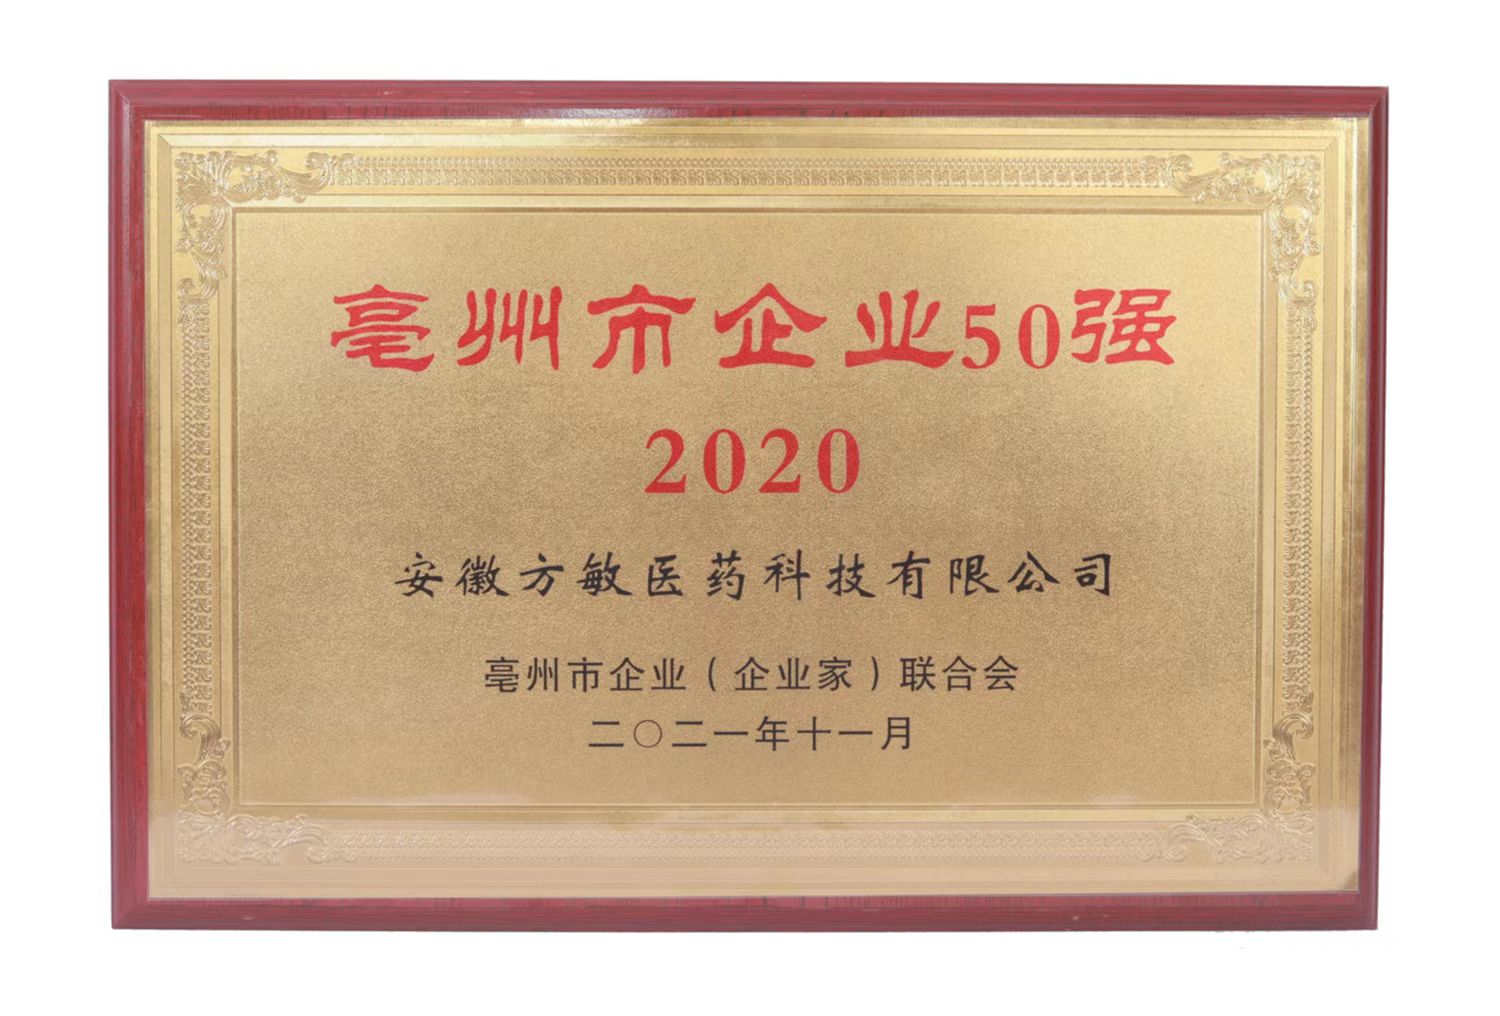 亳州市企业50强
2020
安徽方敏医药科技有限公司
亳州市企业（企业家）联合会
二〇二一年十一月